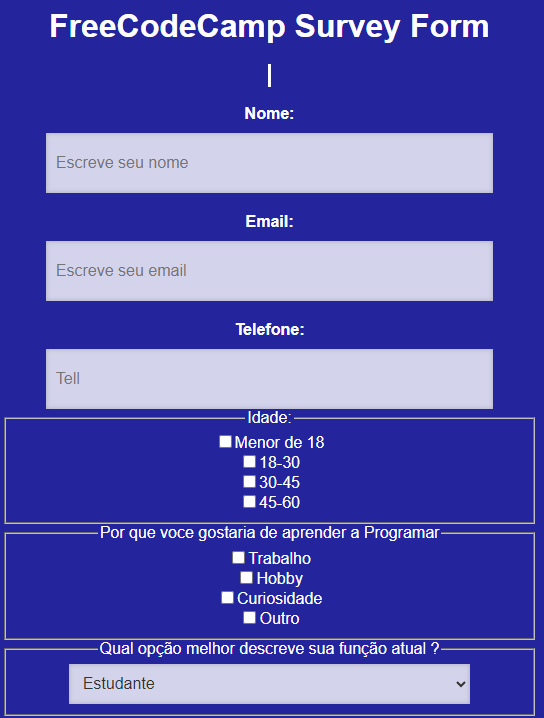 FreeCodeCamp Survey Form
Nome:
Escreve seu nome
Email:
Escreve seu email
Telefone:
Tell
Idade:
Menor de 18
18-30
30-45
45-60
Por que voce gostaria de aprender a Programar
Trabalho
Hobby
Curiosidade
Outro
Qual opção melhor descreve sua função atual ?
Estudante